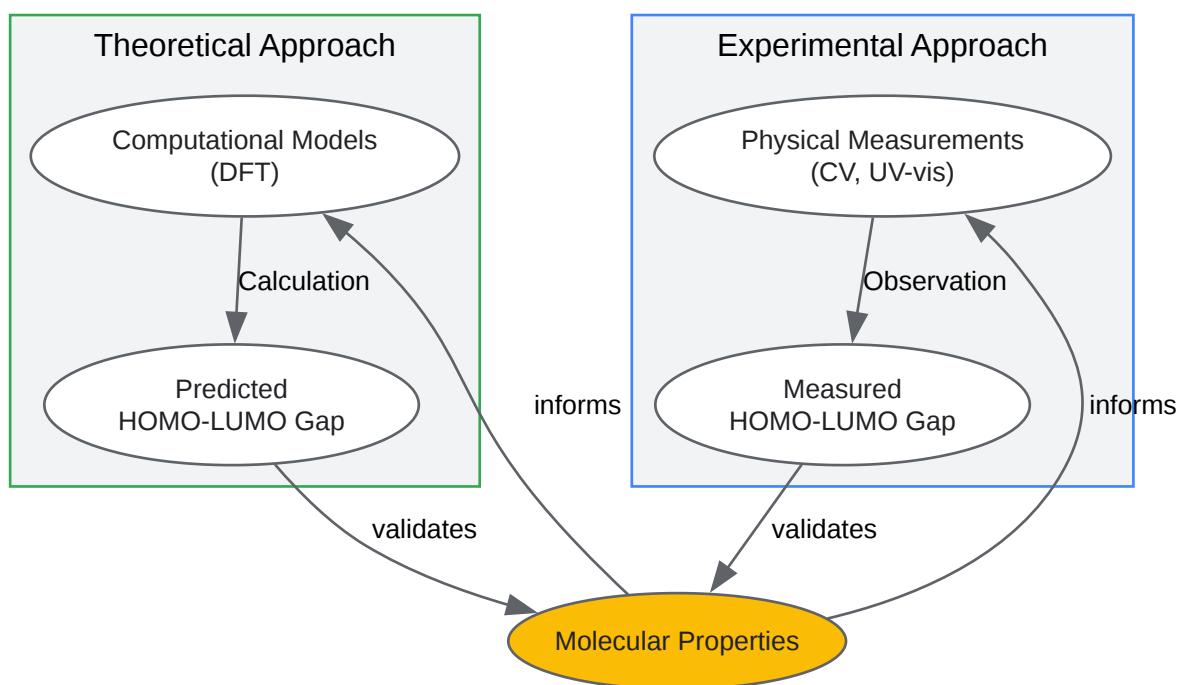 Theoretical Approach
Experimental Approach
Computational Models
(DFT)
Physical Measurements
(CV, UV-vis)
Calculation
Observation
Predicted
HOMO-LUMO Gap
informs
Measured
HOMO-LUMO Gap
informs
validates
validates
Molecular Properties